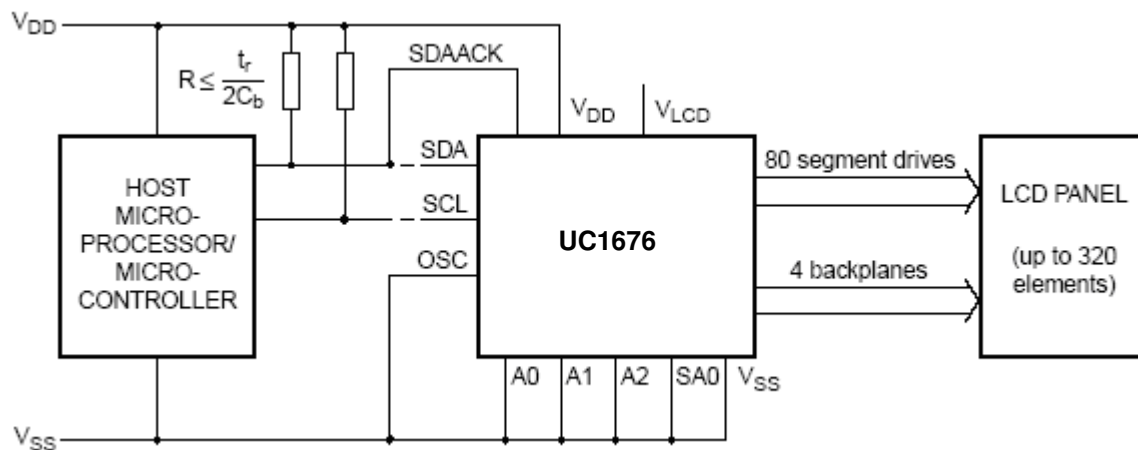 VDD
SDAACK
R ≤ tr
2Cb
VDD
VLCD
SDA
SCL
OSC
HOST
MICRO-
PROCESSOR/
MICRO-
CONTROLLER
UC1676
80 segment drives
4 backplanes
LCD PANEL
(up to 320
elements)
A0
A1
A2
SA0
VSS
VSS